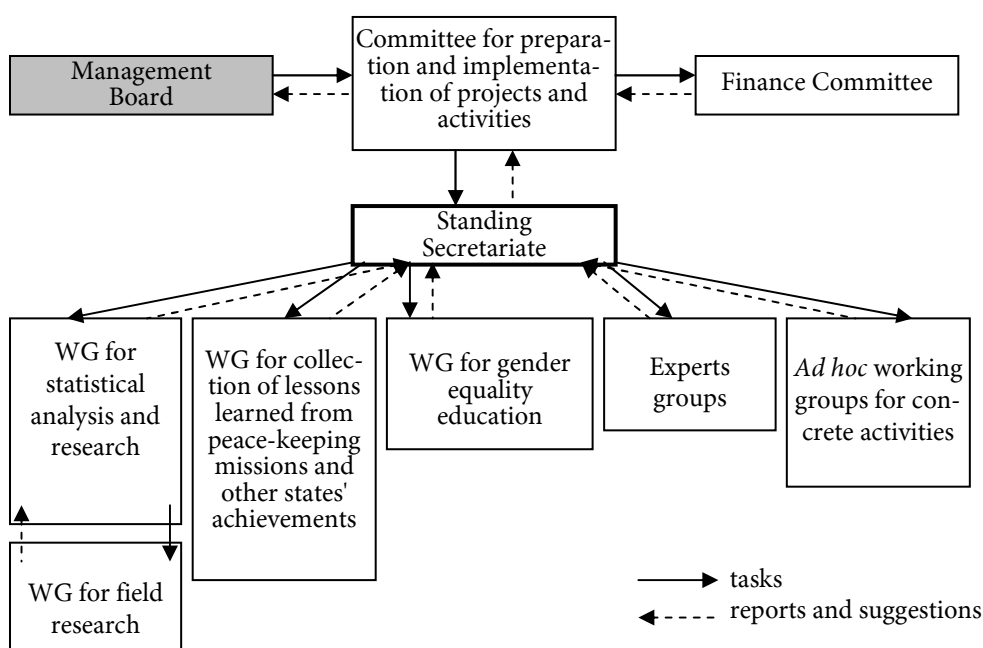 Management
Board
Committee for prepara-
tion and implementa-
tion of projects and
activities
Finance Committee
Standing
Secretariate
WG for
statistical
analysis and
research
WG for collec-
tion of lessons
learned from
peace-keeping
missions and
other states'
achievements
WG for gender
equality
education
Experts
groups
Ad hoc working
groups for con-
crete activities
WG for field
research
tasks
reports and suggestions